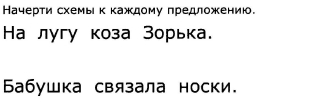 Начерти схемы к каждому предложению.
На лугу коза Зорька.
Бабушка связала носки.